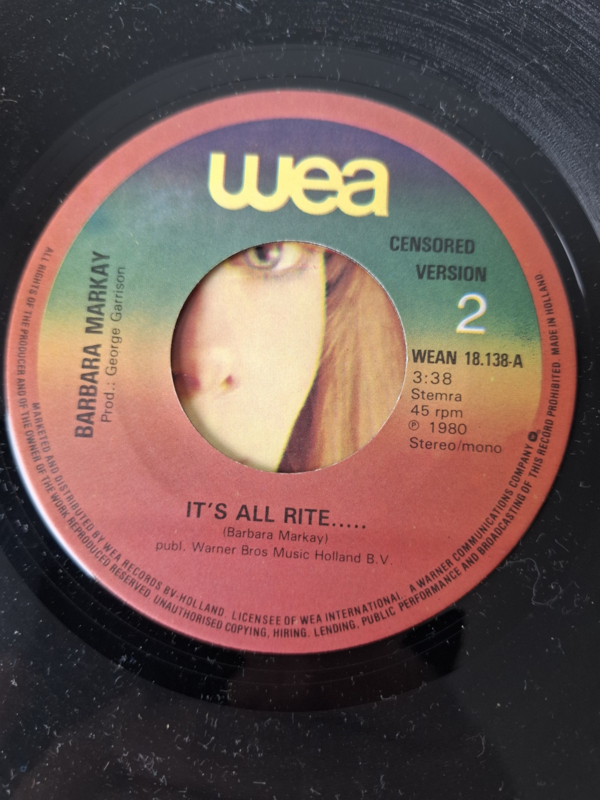 wea
CENSORED
VERSION
2
WEAN 18.138-A
3:38
Stemra
45 rpm
℗ 1980
Stereo/mono
BARBARA MARKAY
Prod.: George Garrison
IT'S ALL RITE.....
(Barbara Markay)
publ. Warner Bros Music Holland B.V.
ALL RIGHTS OF THE PRODUCER AND OF THE OWNER OF THE WORK REPRODUCED RESERVED. UNAUTHORISED COPYING, HIRING, LENDING, PUBLIC PERFORMANCE AND BROADCASTING OF THIS RECORD PROHIBITED. MADE IN HOLLAND.
MARKETED AND DISTRIBUTED BY WEA RECORDS BV-HOLLAND. LICENSEE OF WEA INTERNATIONAL. A WARNER COMMUNICATIONS COMPANY